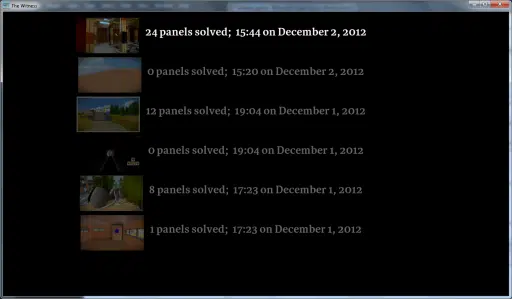 The Witness
24 panels solved; 15:44 on December 2, 2012
0 panels solved; 15:20 on December 2, 2012
12 panels solved; 19:04 on December 1, 2012
0 panels solved; 19:04 on December 1, 2012
8 panels solved; 17:23 on December 1, 2012
1 panels solved; 17:23 on December 1, 2012